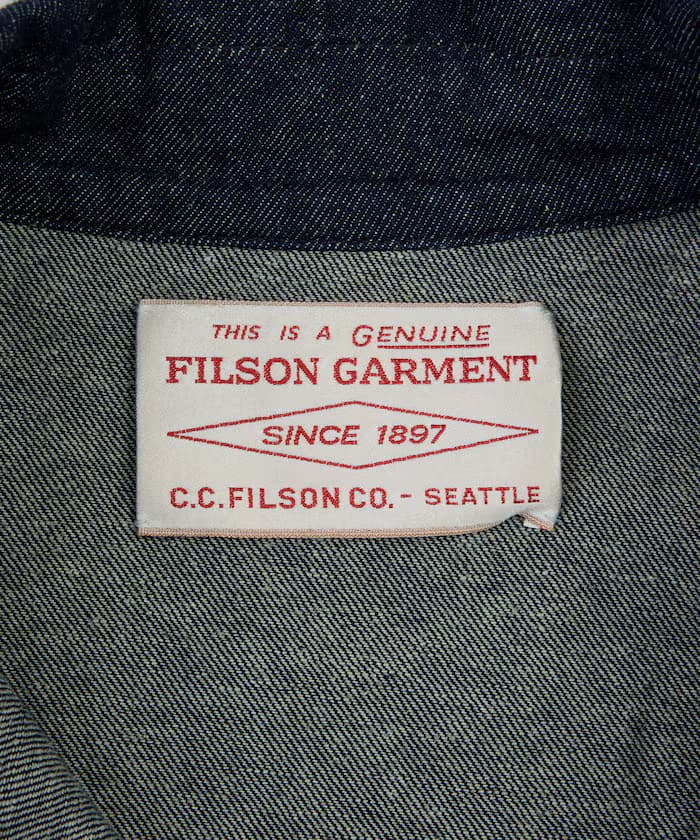 THIS IS A GENUINE
FILSON GARMENT
SINCE 1897
C.C. FILSON CO. - SEATTLE